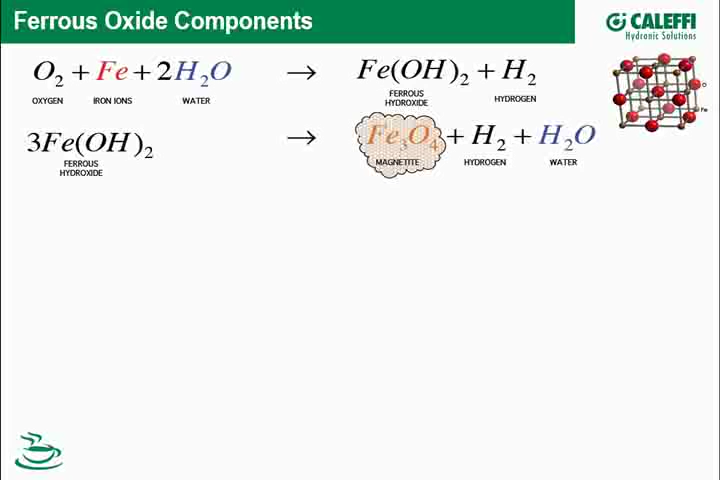 Ferrous Oxide Components
CALEFFI
Hydronic Solutions
O₂ + Fe + 2H₂O → Fe(OH)₂ + H₂
OXYGEN IRON IONS WATER FERROUS HYDROXIDE HYDROGEN
3Fe(OH)₂ → Fe₃O₄ + H₂ + H₂O
FERROUS HYDROXIDE MAGNETITE HYDROGEN WATER
O
Fe